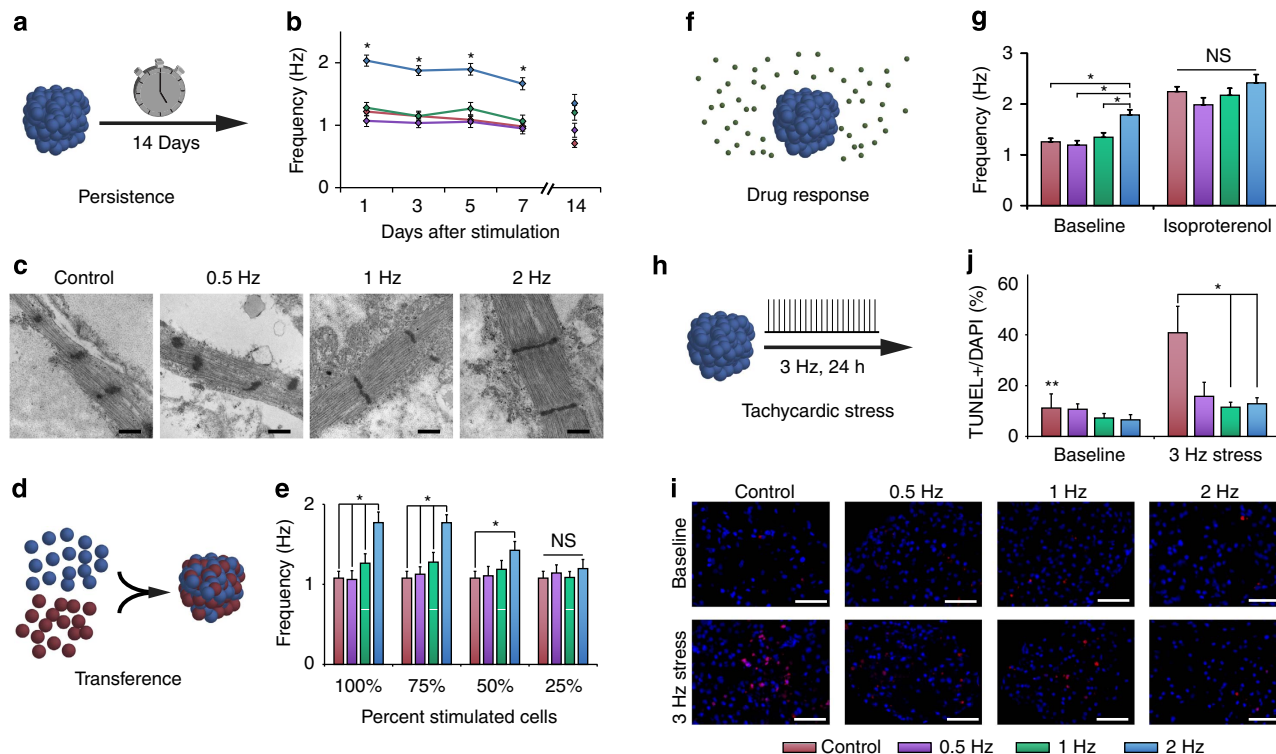 a
14 Days
Persistence
b
Frequency (Hz)
2
1
0
* * * *
1 3 5 7 14
Days after stimulation
c
Control 0.5 Hz 1 Hz 2 Hz
d
Transference
e
Frequency (Hz)
2
1
0
* * * NS
100% 75% 50% 25%
Percent stimulated cells
f
Drug response
g
Frequency (Hz)
3
2
1
0
*
*
*
NS
Baseline Isoproterenol
h
3 Hz, 24 h
Tachycardic stress
j
TUNEL+/DAPI (%)
60
40
20
0
**
*
Baseline 3 Hz stress
i
Control 0.5 Hz 1 Hz 2 Hz
Baseline
3 Hz stress
Control 0.5 Hz 1 Hz 2 Hz